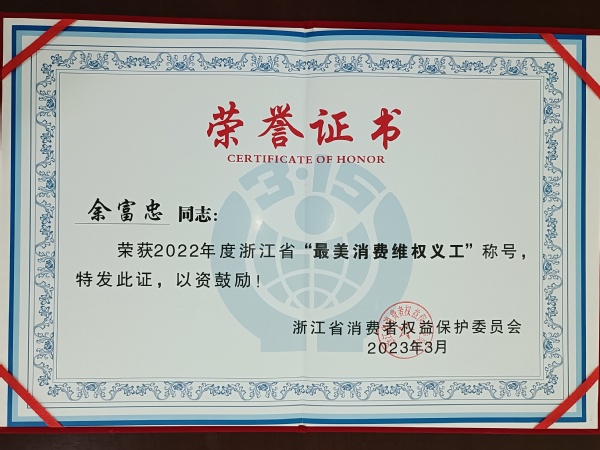 荣誉证书
CERTIFICATE OF HONOR
3·15
余富忠 同志：
荣获2022年度浙江省“最美消费维权义工”称号，
特发此证，以资鼓励！
浙江省消费者权益保护委员会
2023年3月